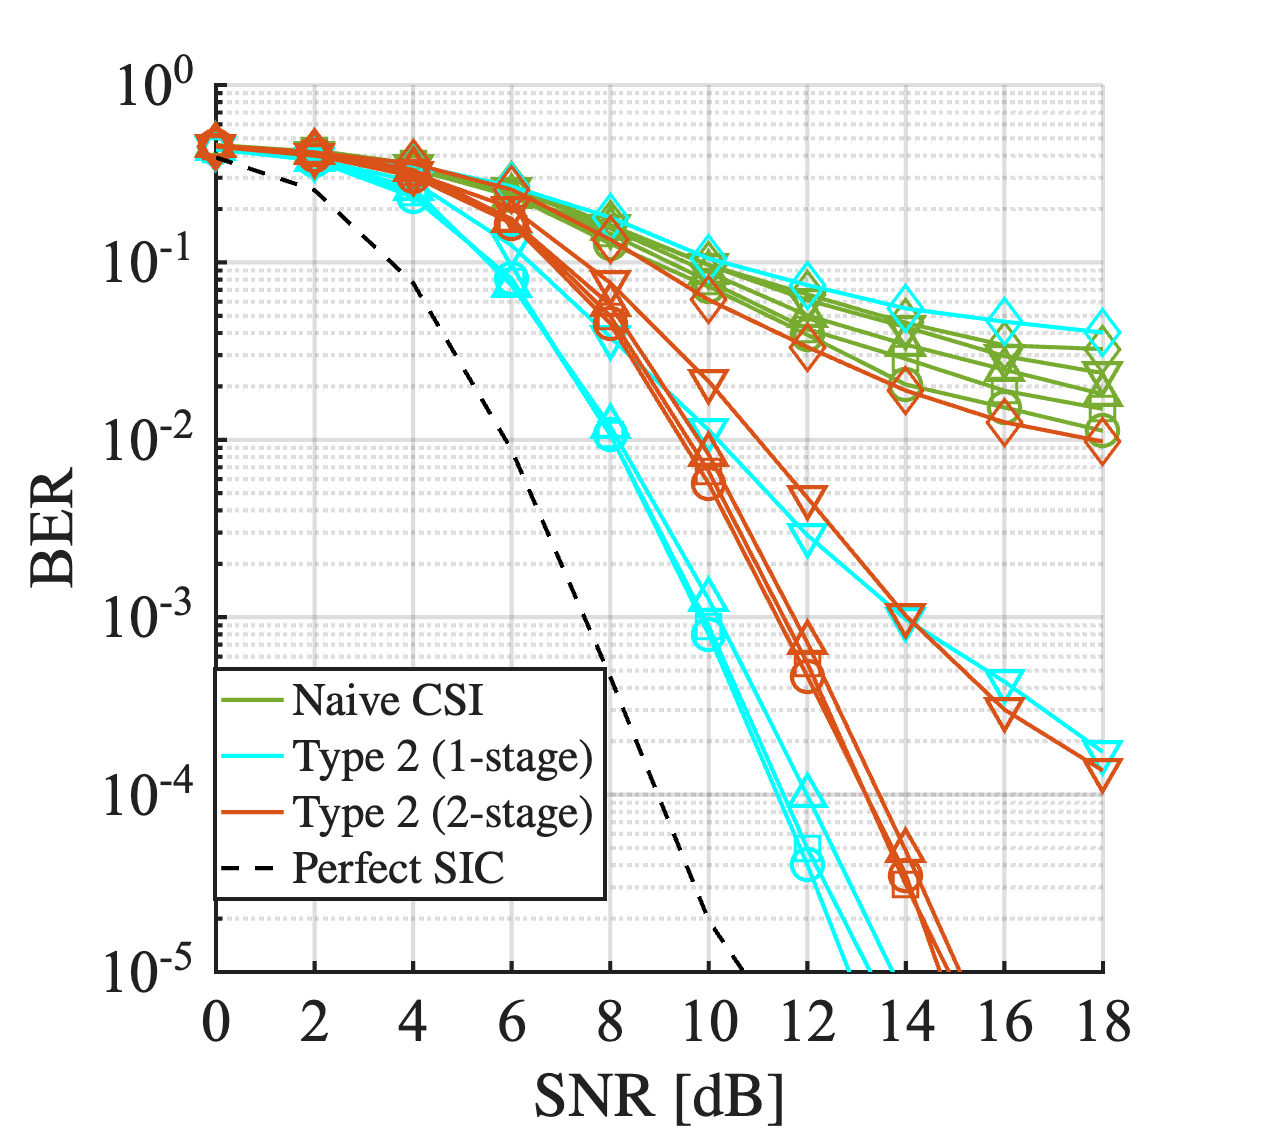 10^0
10^-1
10^-2
10^-3
10^-4
10^-5
BER
Naive CSI
Type 2 (1-stage)
Type 2 (2-stage)
Perfect SIC
0 2 4 6 8 10 12 14 16 18
SNR [dB]